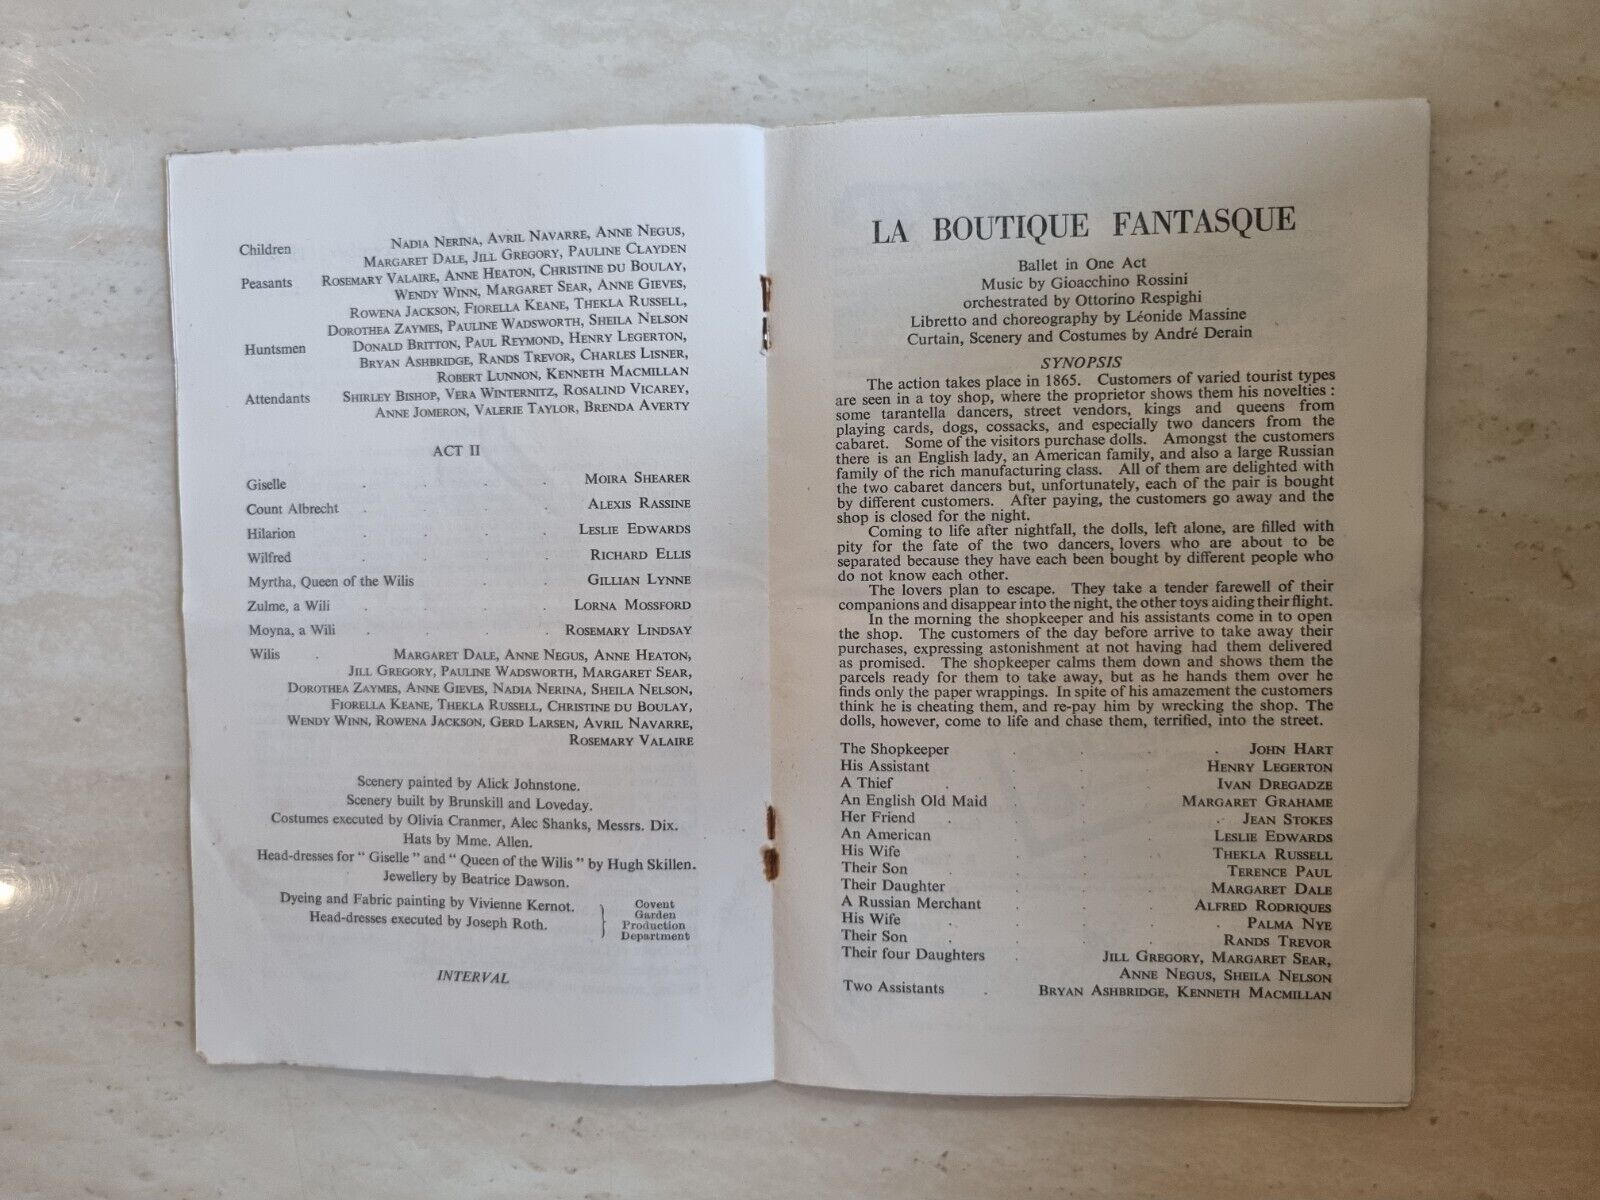 Children NADIA NERINA, AVRIL NAVARRE, ANNE NEGUS,
MARGARET DALE, JILL GREGORY, PAULINE CLAYDEN
Peasants ROSEMARY VALAIRE, ANNE HEATON, CHRISTINE DU BOULAY,
WENDY WINN, MARGARET SEAR, ANNE GIEVES,
ROWENA JACKSON, FIORELLA KEANE, THEKLA RUSSELL,
DOROTHEA ZAYMES, PAULINE WADSWORTH, SHEILA NELSON
Huntsmen DONALD BRITTON, PAUL REYMOND, HENRY LEGERTON,
BRYAN ASHBRIDGE, RANDS TREVOR, CHARLES LISNER,
ROBERT LUNNON, KENNETH MACMILLAN
Attendants SHIRLEY BISHOP, VERA WINTERNITZ, ROSALIND VICAREY,
ANNE JOMERON, VALERIE TAYLOR, BRENDA AVERTY
ACT II
Giselle . . . . MOIRA SHEARER
Count Albrecht . . . . ALEXIS RASSINE
Hilarion . . . . LESLIE EDWARDS
Wilfred . . . . RICHARD ELLIS
Myrtha, Queen of the Wilis . . GILLIAN LYNNE
Zulme, a Wili . . . . LORNA MOSSFORD
Moyna, a Wili . . . . ROSEMARY LINDSAY
Wilis . MARGARET DALE, ANNE NEGUS, ANNE HEATON,
JILL GREGORY, PAULINE WADSWORTH, MARGARET SEAR,
DOROTHEA ZAYMES, ANNE GIEVES, NADIA NERINA, SHEILA NELSON,
FIORELLA KEANE, THEKLA RUSSELL, CHRISTINE DU BOULAY,
WENDY WINN, ROWENA JACKSON, GERD LARSEN, AVRIL NAVARRE,
ROSEMARY VALAIRE
Scenery painted by Alick Johnstone.
Scenery built by Brunskill and Loveday.
Costumes executed by Olivia Cranmer, Alec Shanks, Messrs. Dix.
Hats by Mme. Allen.
Head-dresses for " Giselle " and " Queen of the Wilis " by Hugh Skillen.
Jewellery by Beatrice Dawson.
Dyeing and Fabric painting by Vivienne Kernot.
Head-dresses executed by Joseph Roth.
Covent
Garden
Production
Department
INTERVAL
LA BOUTIQUE FANTASQUE
Ballet in One Act
Music by Gioacchino Rossini
orchestrated by Ottorino Respighi
Libretto and choreography by Léonide Massine
Curtain, Scenery and Costumes by André Derain
SYNOPSIS
The action takes place in 1865. Customers of varied tourist types
are seen in a toy shop, where the proprietor shows them his novelties :
some tarantella dancers, street vendors, kings and queens from
playing cards, dogs, cossacks, and especially two dancers from the
cabaret. Some of the visitors purchase dolls. Amongst the customers
there is an English lady, an American family, and also a large Russian
family of the rich manufacturing class. All of them are delighted with
the two cabaret dancers but, unfortunately, each of the pair is bought
by different customers. After paying, the customers go away and the
shop is closed for the night.
Coming to life after nightfall, the dolls, left alone, are filled with
pity for the fate of the two dancers, lovers who are about to be
separated because they have each been bought by different people who
do not know each other.
The lovers plan to escape. They take a tender farewell of their
companions and disappear into the night, the other toys aiding their flight.
In the morning the shopkeeper and his assistants come in to open
the shop. The customers of the day before arrive to take away their
purchases, expressing astonishment at not having had them delivered
as promised. The shopkeeper calms them down and shows them the
parcels ready for them to take away, but as he hands them over he
finds only the paper wrappings. In spite of his amazement the customers
think he is cheating them, and re-pay him by wrecking the shop. The
dolls, however, come to life and chase them, terrified, into the street.
The Shopkeeper . . . JOHN HART
His Assistant . . HENRY LEGERTON
A Thief . . . IVAN DREGADZE
An English Old Maid . . MARGARET GRAHAME
Her Friend . . . . JEAN STOKES
An American . . LESLIE EDWARDS
His Wife . . . THEKLA RUSSELL
Their Son . . . TERENCE PAUL
Their Daughter . . MARGARET DALE
A Russian Merchant . . ALFRED RODRIQUES
His Wife . . . . PALMA NYE
Their Son . . . RANDS TREVOR
Their four Daughters . JILL GREGORY, MARGARET SEAR,
ANNE NEGUS, SHEILA NELSON
Two Assistants . BRYAN ASHBRIDGE, KENNETH MACMILLAN